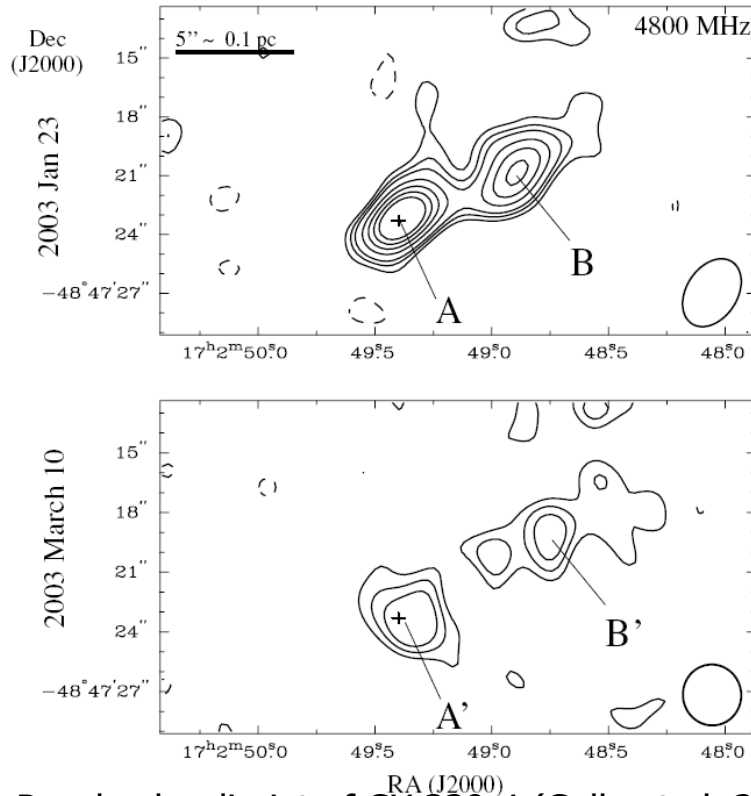 4800 MHz
Dec
(J2000)
5" ~ 0.1 pc
2003 Jan 23
15"
18"
21"
24"
−48°47'27"
A
B
17ʰ2ᵐ50ˢ.0
49ˢ.5
49ˢ.0
48ˢ.5
48ˢ.0
2003 March 10
15"
18"
21"
24"
−48°47'27"
A'
B'
17ʰ2ᵐ50ˢ.0
49ˢ.5
49ˢ.0
48ˢ.5
48ˢ.0
RA (J2000)